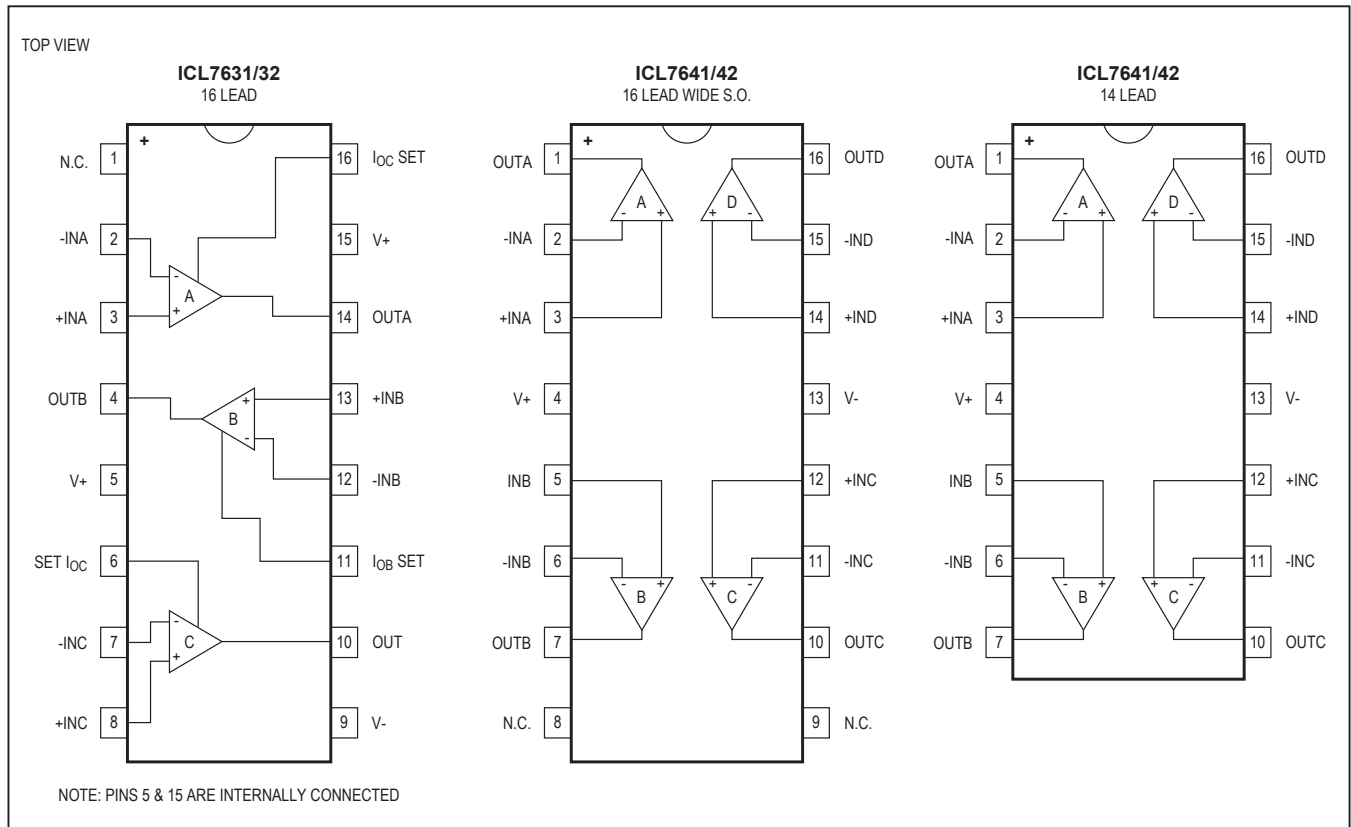 TOP VIEW
ICL7631/32
16 LEAD
+
N.C. 1
-INA 2
+INA 3
OUTB 4
V+ 5
SET IOC 6
-INC 7
+INC 8
16 IOC SET
15 V+
14 OUTA
13 +INB
12 -INB
11 IOB SET
10 OUT
9 V-
- A +
+ B -
- C +
NOTE: PINS 5 & 15 ARE INTERNALLY CONNECTED
ICL7641/42
16 LEAD WIDE S.O.
+
OUTA 1
-INA 2
+INA 3
V+ 4
INB 5
-INB 6
OUTB 7
N.C. 8
16 OUTD
15 -IND
14 +IND
13 V-
12 +INC
11 -INC
10 OUTC
9 N.C.
A
- +
D
+ -
- +
B
+ -
C
ICL7641/42
14 LEAD
+
OUTA 1
-INA 2
+INA 3
V+ 4
INB 5
-INB 6
OUTB 7
16 OUTD
15 -IND
14 +IND
13 V-
12 +INC
11 -INC
10 OUTC
A
- +
D
+ -
- +
B
+ -
C